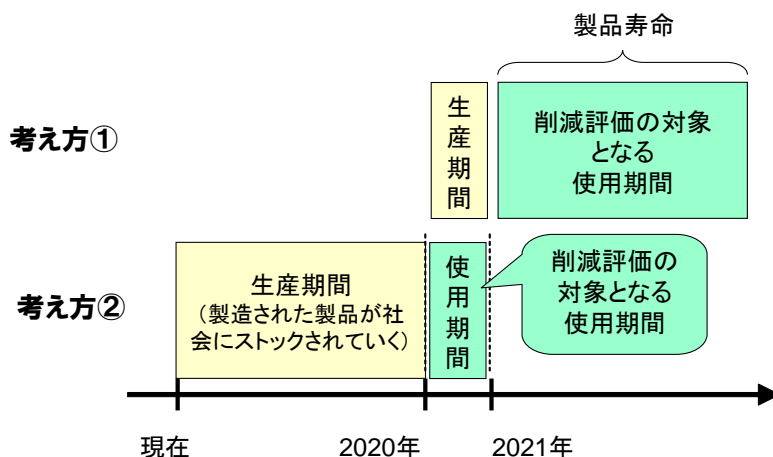 製品寿命
考え方①
生産期間
削減評価の対象
となる
使用期間
考え方②
生産期間
（製造された製品が社
会にストックされていく）
使用期間
削減評価の
対象となる
使用期間
現在
2020年
2021年